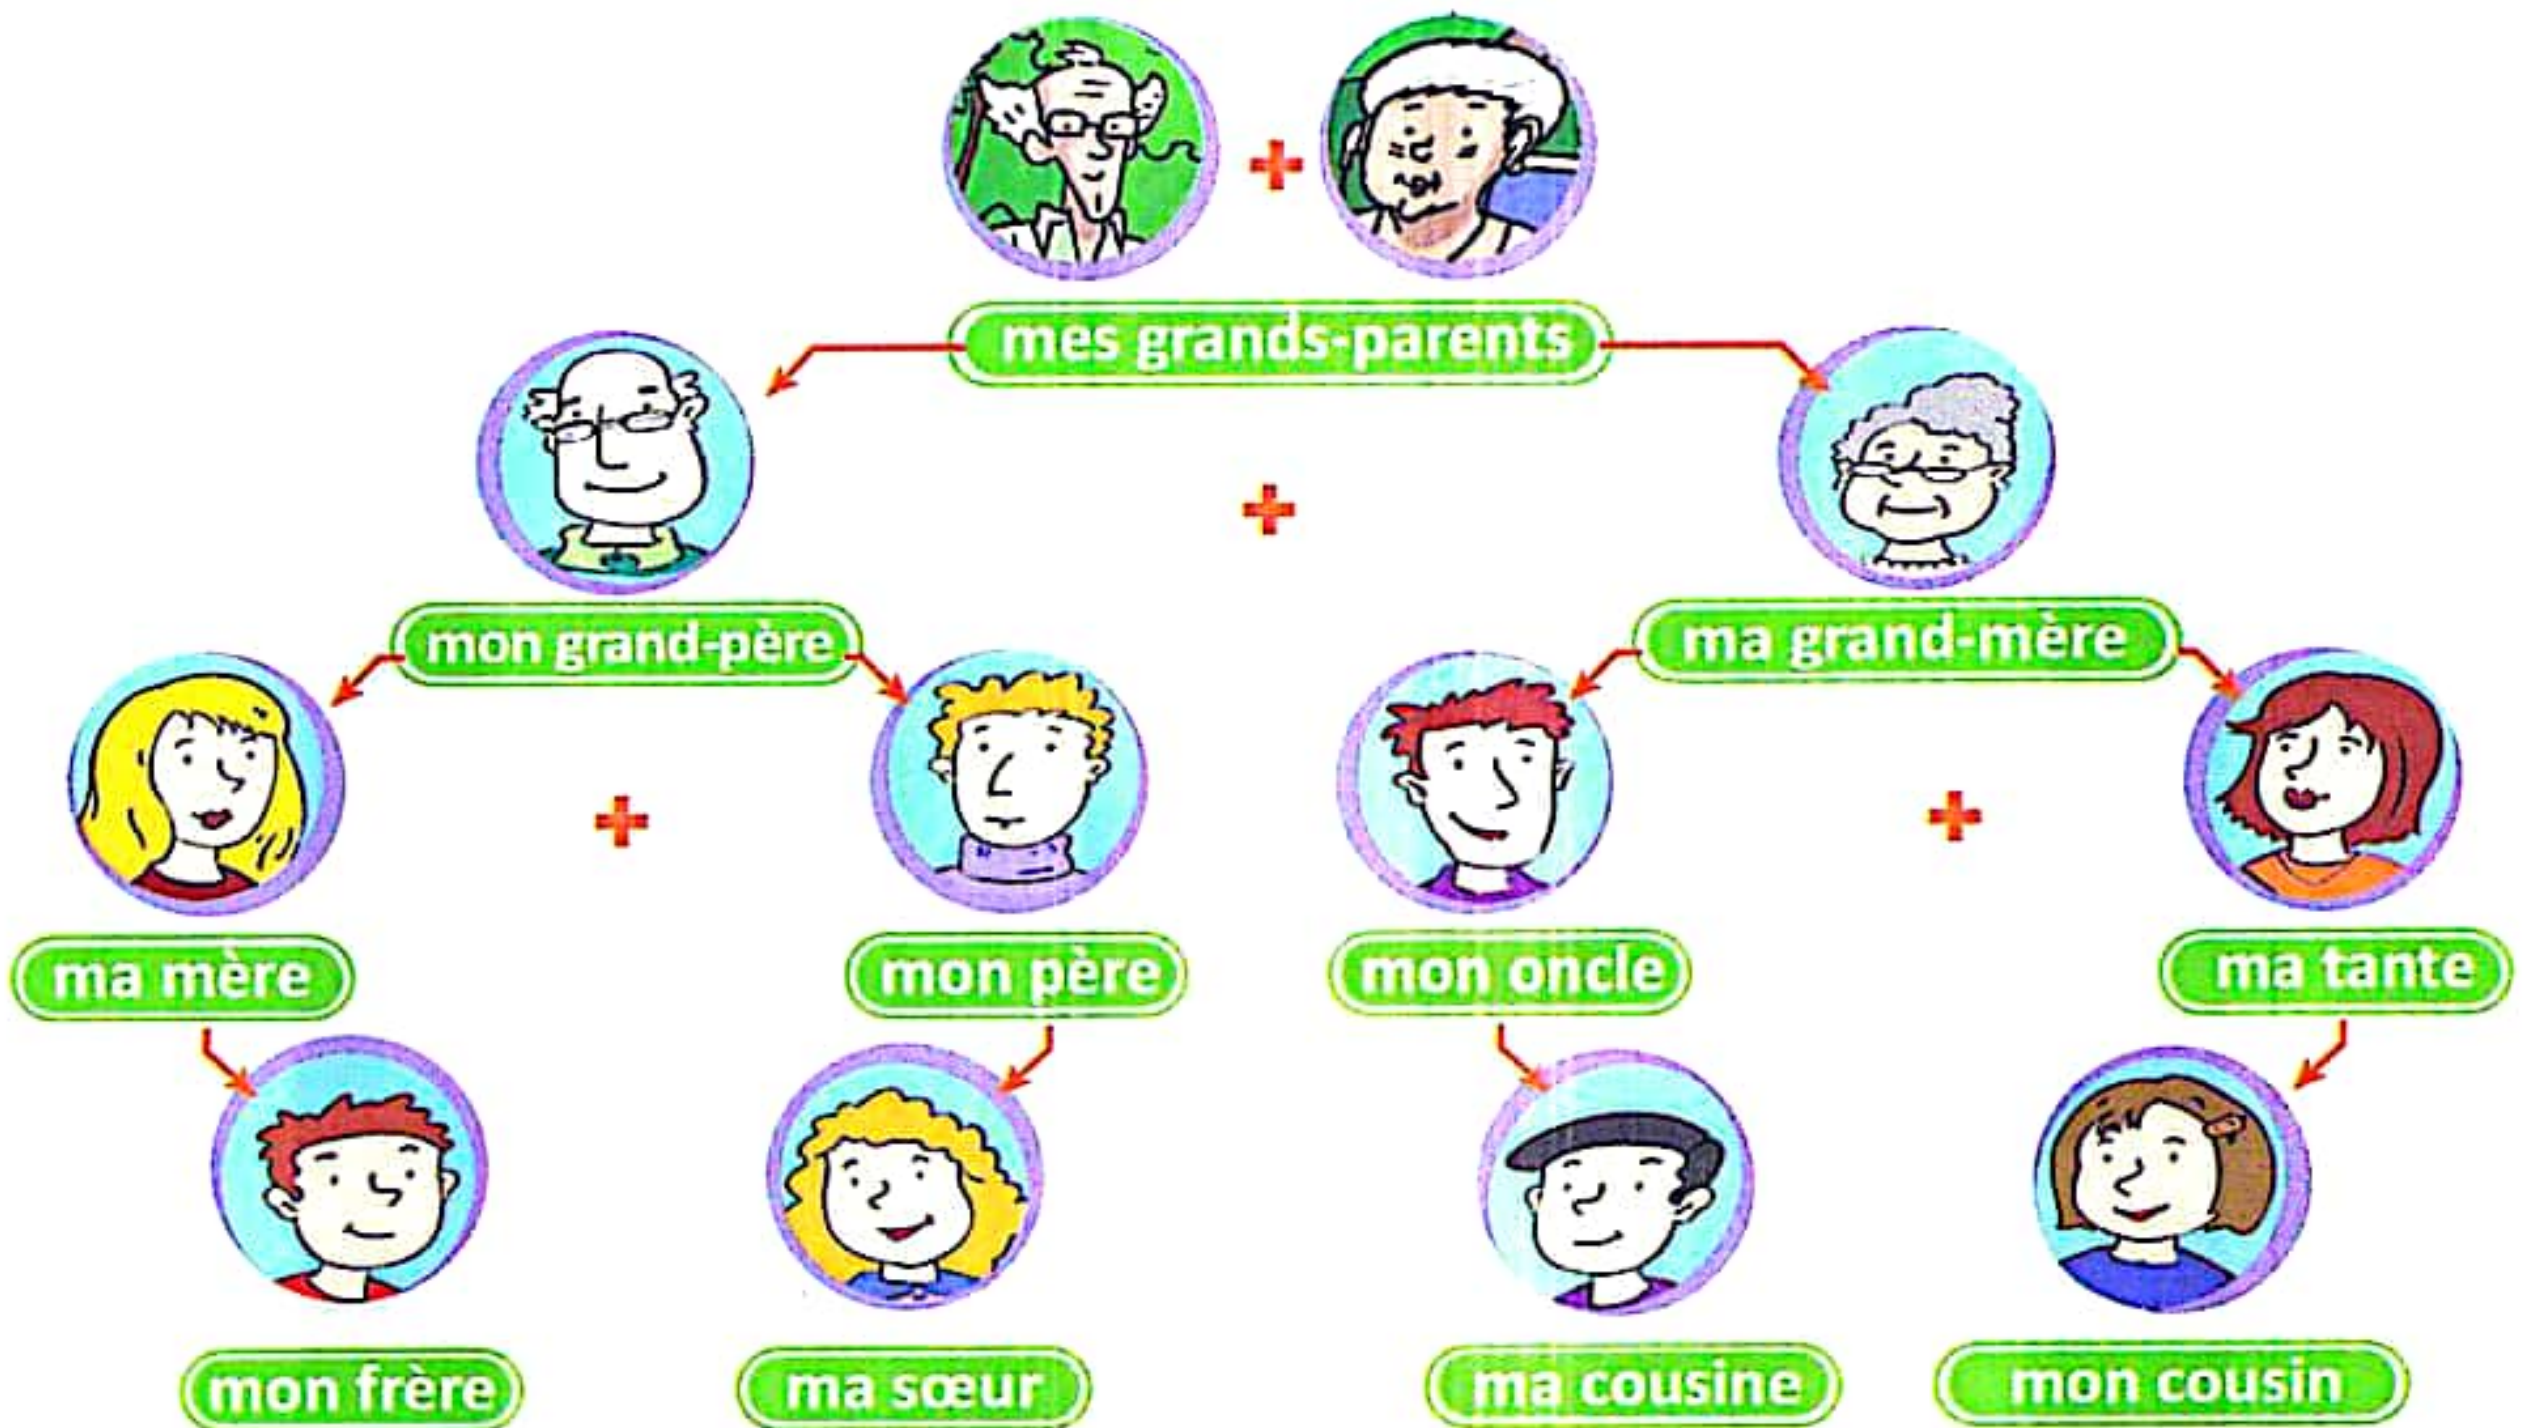 mes grands-parents
mon grand-père
ma grand-mère
ma mère
mon père
mon oncle
ma tante
mon frère
ma sœur
ma cousine
mon cousin